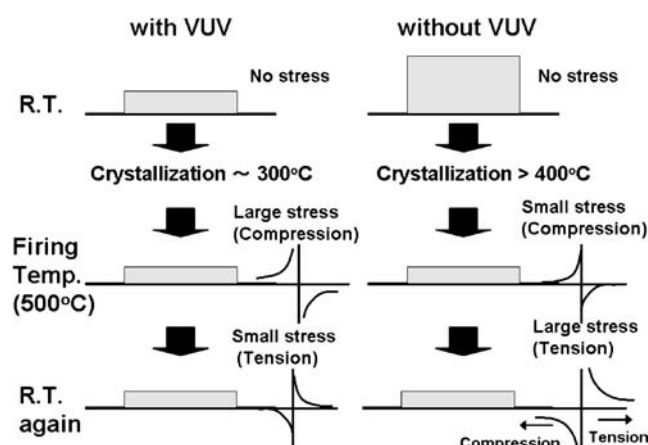 with VUV
without VUV
No stress
No stress
R.T.
Crystallization ~ 300°C
Crystallization > 400°C
Large stress
(Compression)
Small stress
(Compression)
Firing
Temp.
(500°C)
Small stress
(Tension)
Large stress
(Tension)
R.T.
again
Compression
Tension